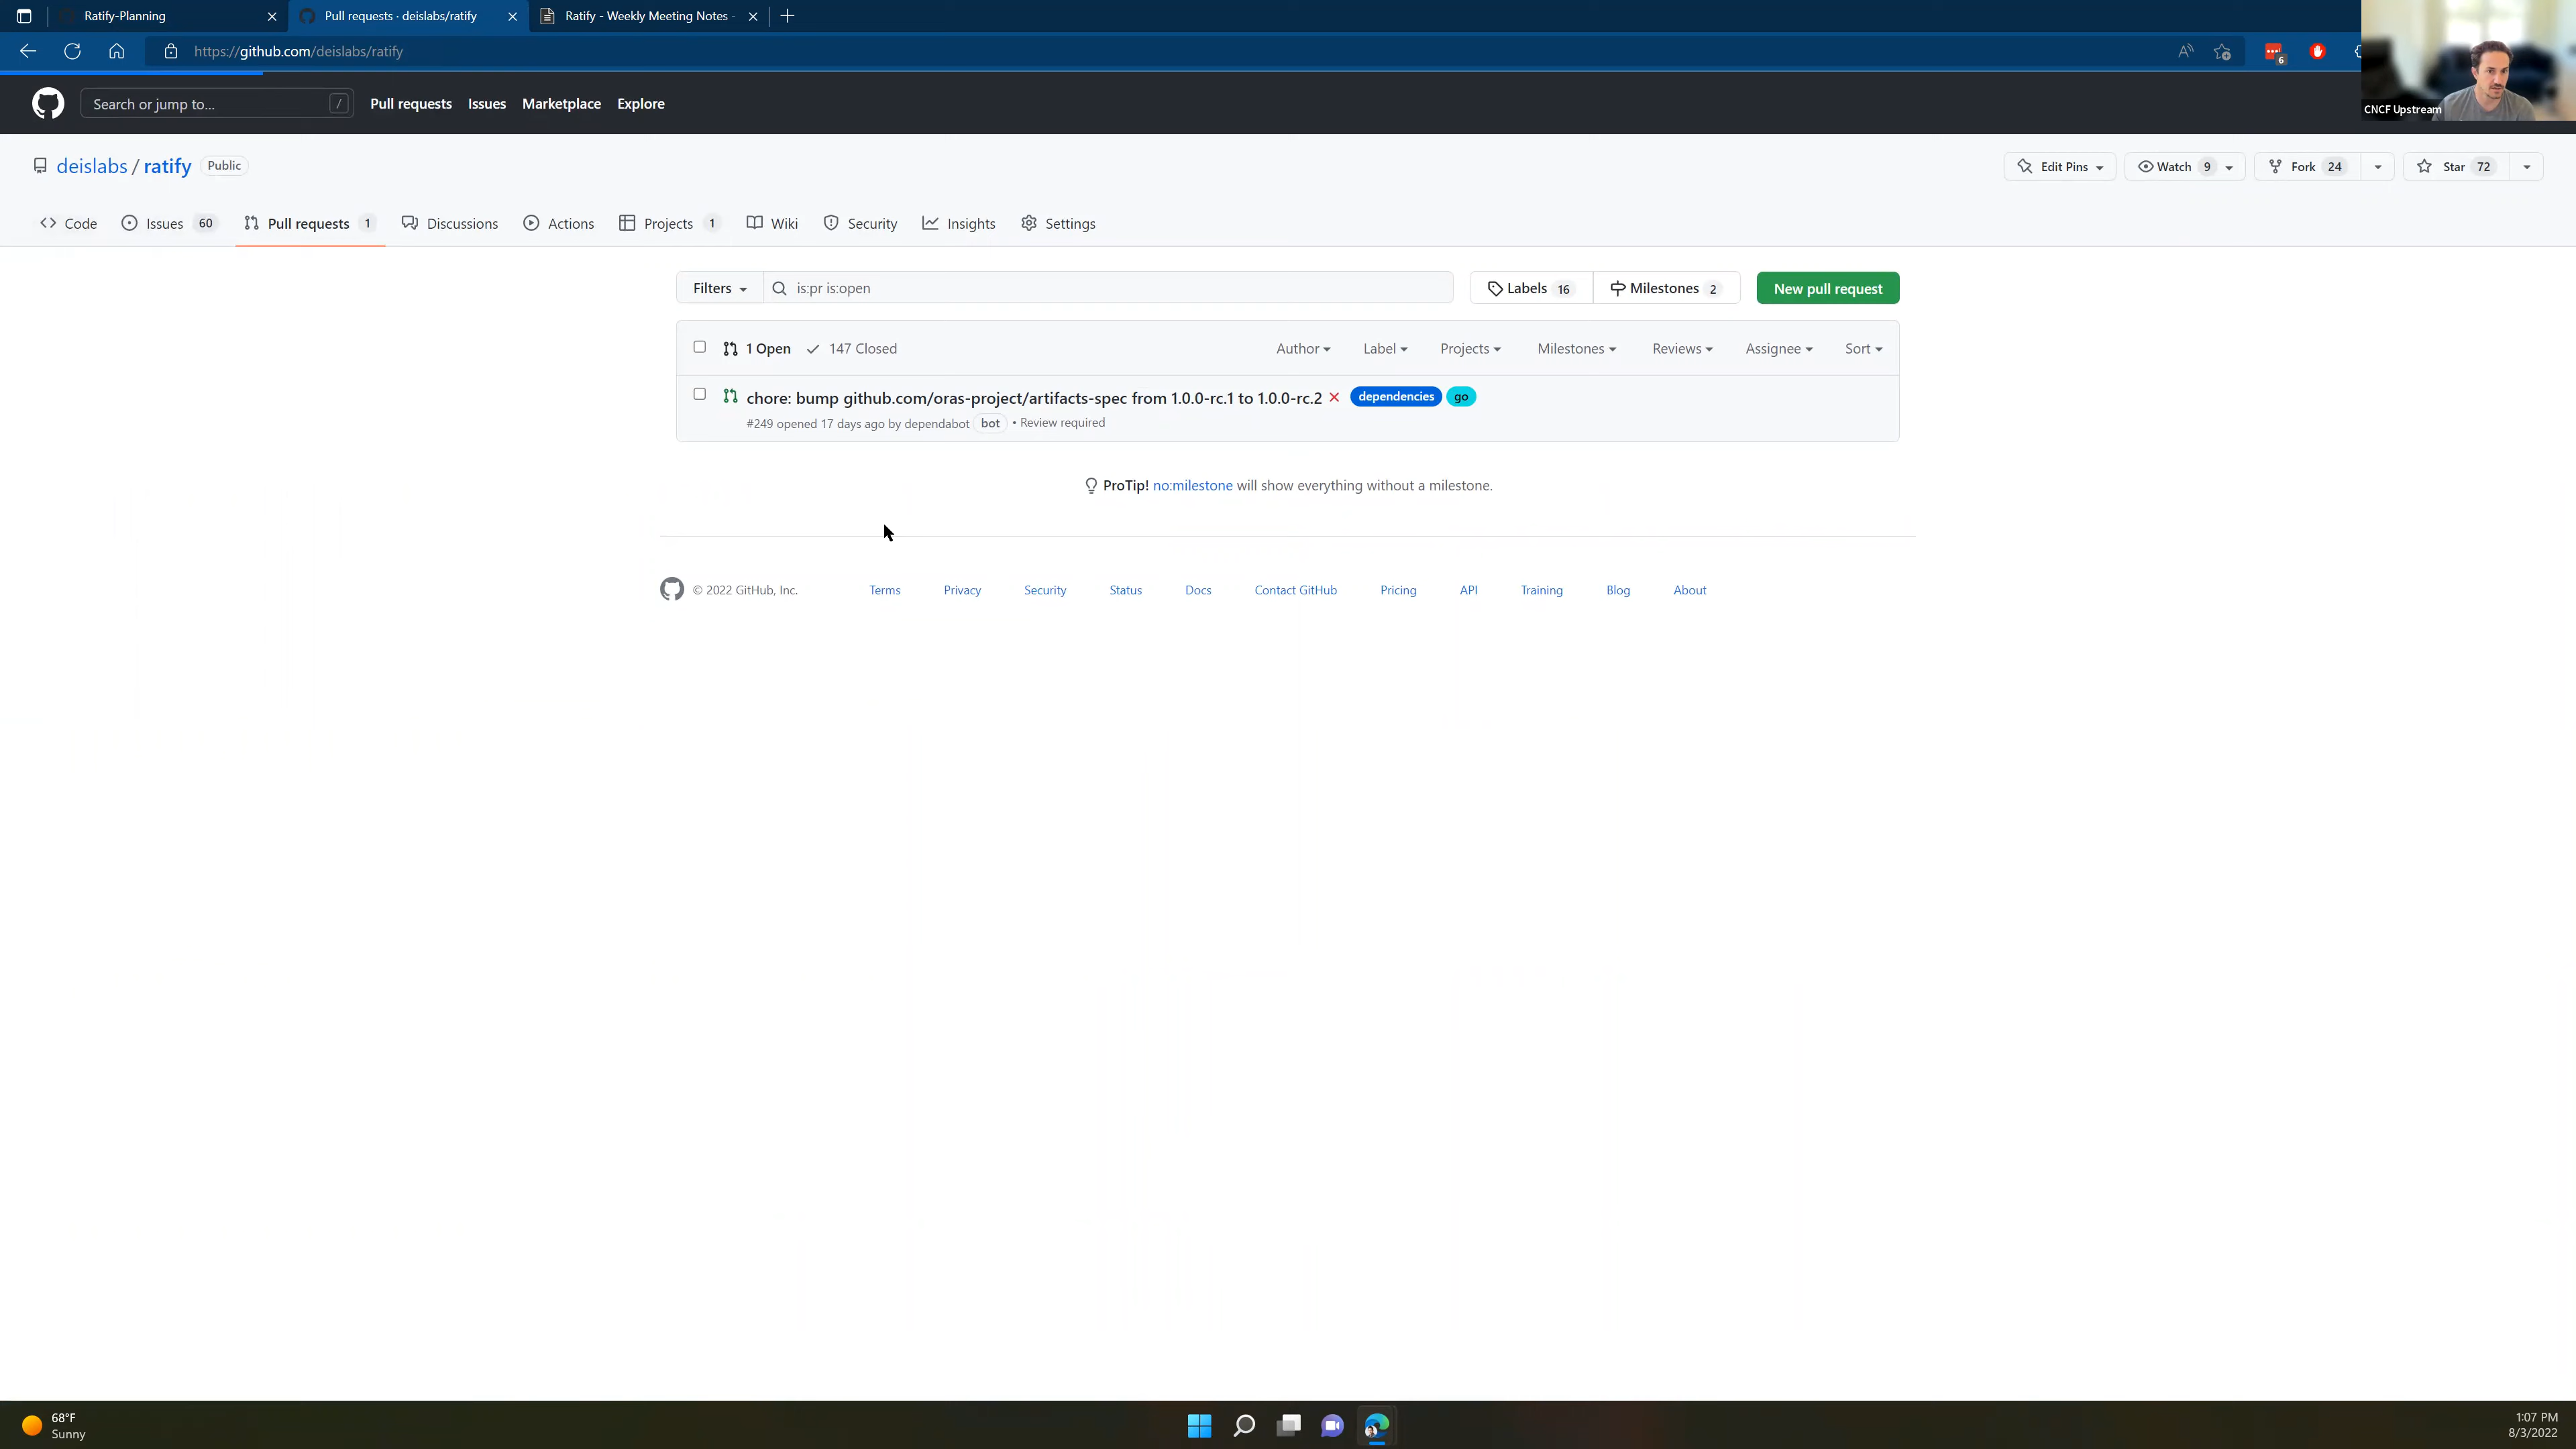 Ratify-Planning
Pull requests · deislabs/ratify
Ratify - Weekly Meeting Notes -
https://github.com/deislabs/ratify
6
CNCF Upstream
Search or jump to... /
Pull requests Issues Marketplace Explore
deislabs / ratify Public
Edit Pins Watch 9 Fork 24 Star 72
Code Issues 60 Pull requests 1 Discussions Actions Projects 1 Wiki Security Insights Settings
Filters is:pr is:open Labels 16 Milestones 2 New pull request
1 Open 147 Closed Author Label Projects Milestones Reviews Assignee Sort
chore: bump github.com/oras-project/artifacts-spec from 1.0.0-rc.1 to 1.0.0-rc.2 dependencies go
#249 opened 17 days ago by dependabot bot • Review required
ProTip! no:milestone will show everything without a milestone.
© 2022 GitHub, Inc. Terms Privacy Security Status Docs Contact GitHub Pricing API Training Blog About
68°F
Sunny
1:07 PM
8/3/2022